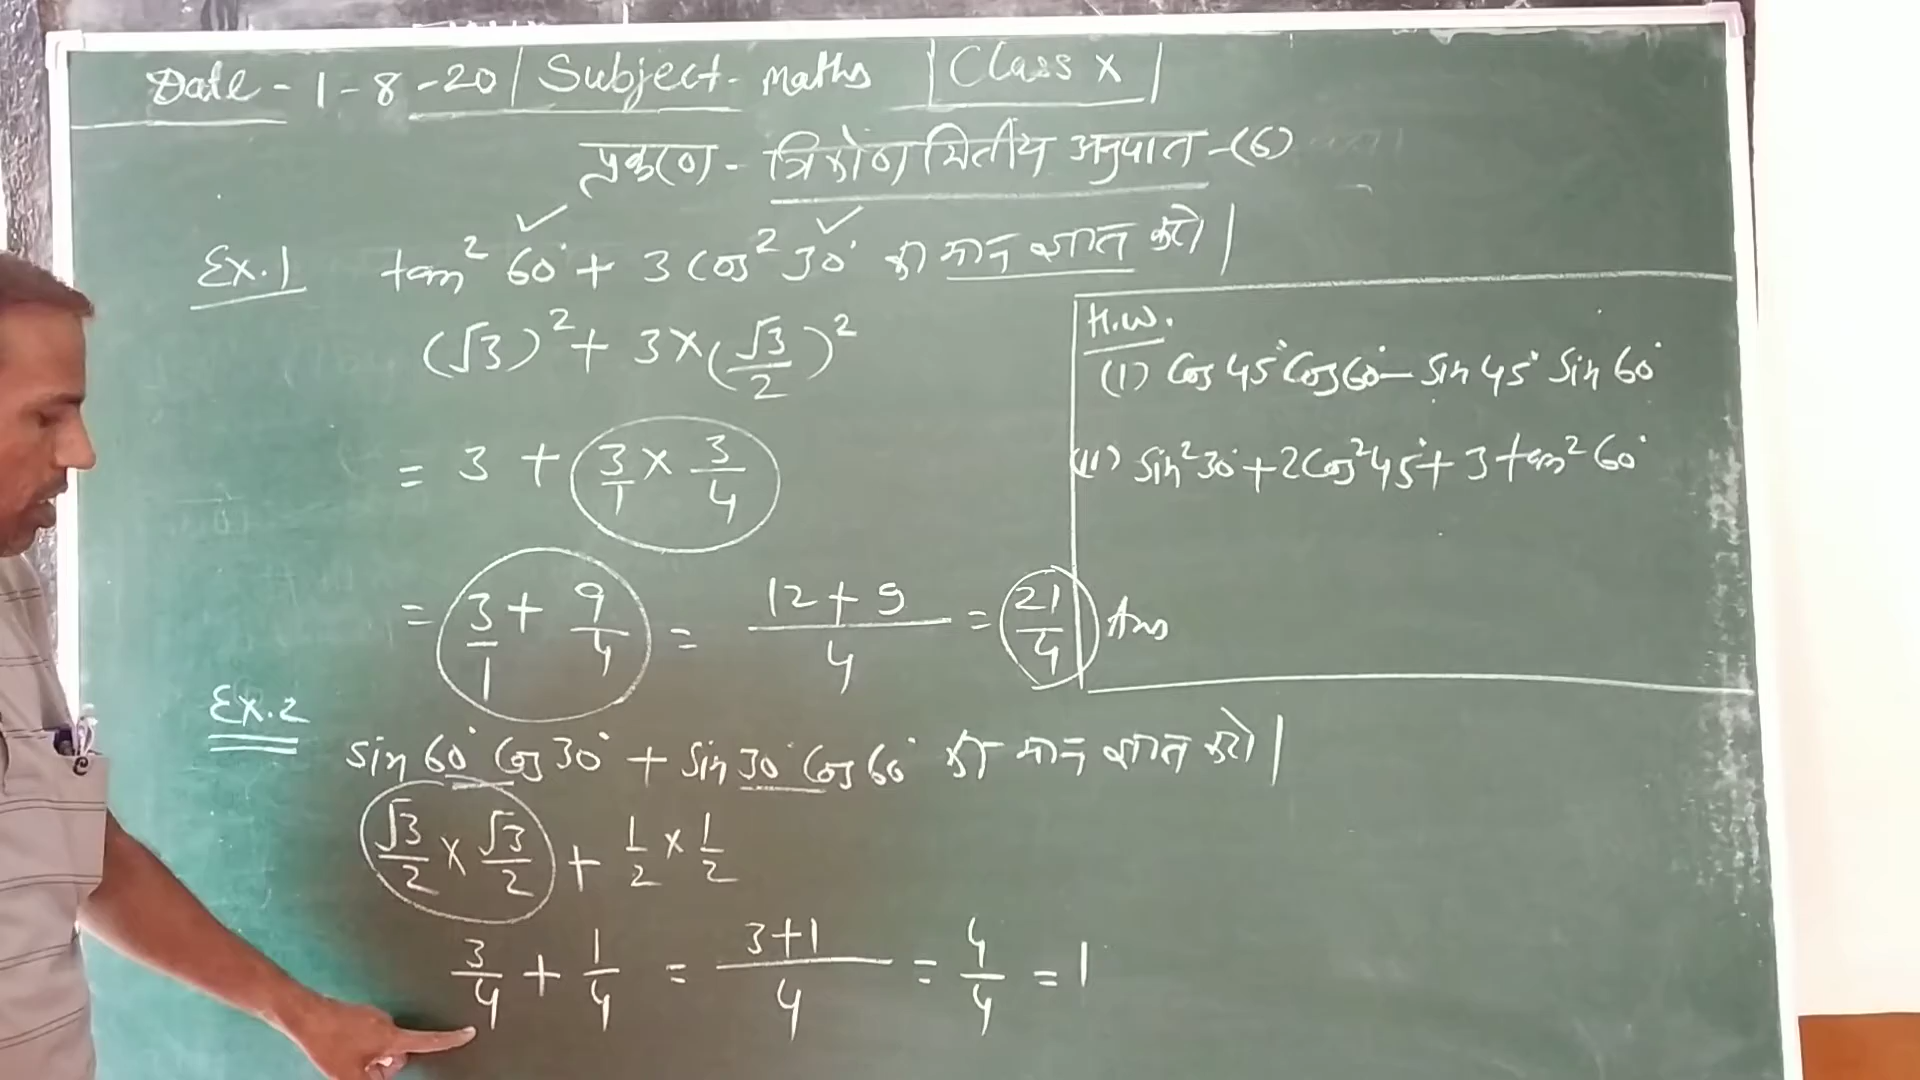 Date - 1-8-20 | Subject - Maths | Class X |
प्रकरण - त्रिकोणमितीय अनुपात - (6)
Ex.1 tan² 60° + 3 cos² 30° का मान ज्ञात करो।
(√3)² + 3 × (√3/2)²
= 3 + 3/1 × 3/4
= 3/1 + 9/4 = 12+9/4 = 21/4 Ans
H.W.
(i) Cos 45° Cos 60° - Sin 45° Sin 60°
(ii) Sin² 30° + 2 Cos² 45° + 3 tan² 60°
Ex.2
sin 60° Cos 30° + Sin 30° Cos 60° का मान ज्ञात करो।
√3/2 × √3/2 + 1/2 × 1/2
3/4 + 1/4 = 3+1/4 = 4/4 = 1